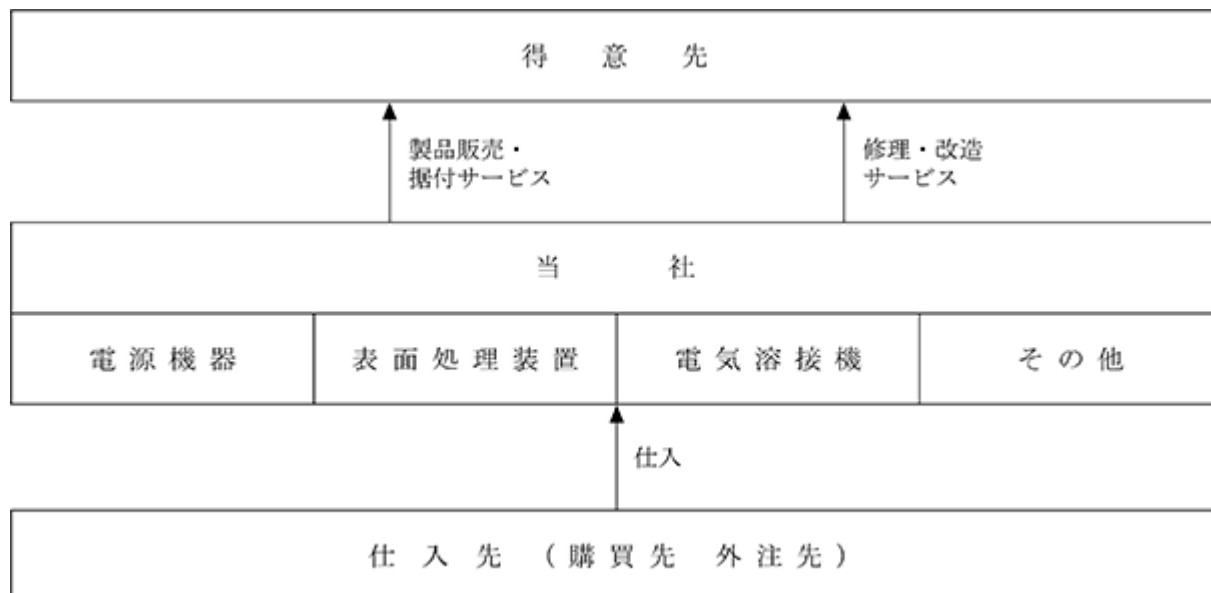 得意先
製品販売・
据付サービス
修理・改造
サービス
当社
電源機器
表面処理装置
電気溶接機
その他
仕入
仕入先（購買先 外注先）